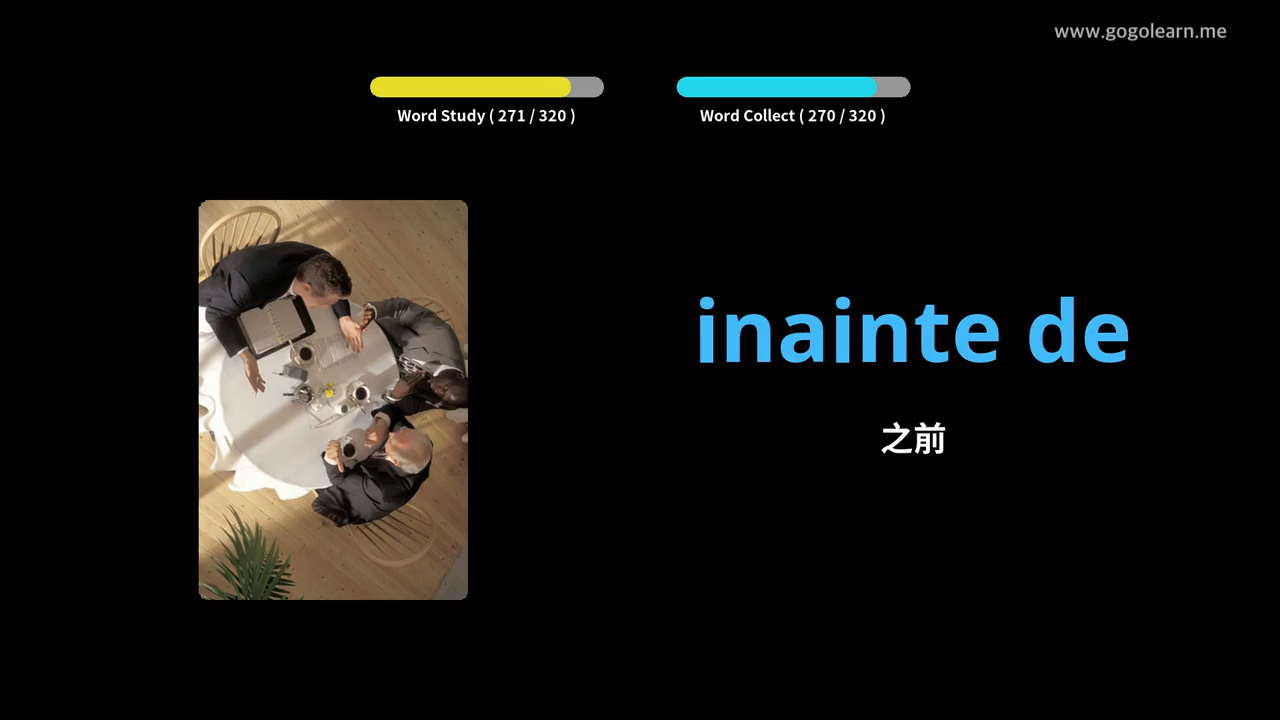 www.gogolearn.me
Word Study ( 271 / 320 )
Word Collect ( 270 / 320 )
inainte de
之前